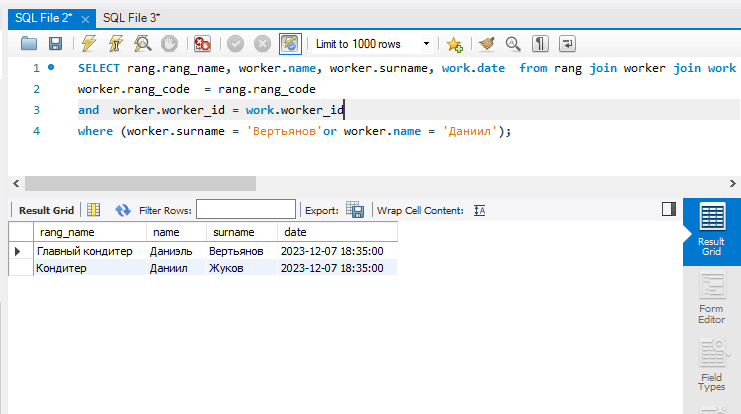 SQL File 2* × SQL File 3*
Limit to 1000 rows
1 SELECT rang.rang_name, worker.name, worker.surname, work.date from rang join worker join work
2 worker.rang_code = rang.rang_code
3 and worker.worker_id = work.worker_id
4 where (worker.surname = 'Вертьянов'or worker.name = 'Даниил');
Result Grid Filter Rows: Export: Wrap Cell Content:
rang_name name surname date
Главный кондитер Даниэль Вертьянов 2023-12-07 18:35:00
Кондитер Даниил Жуков 2023-12-07 18:35:00
Result
Grid
Form
Editor
Field
Types